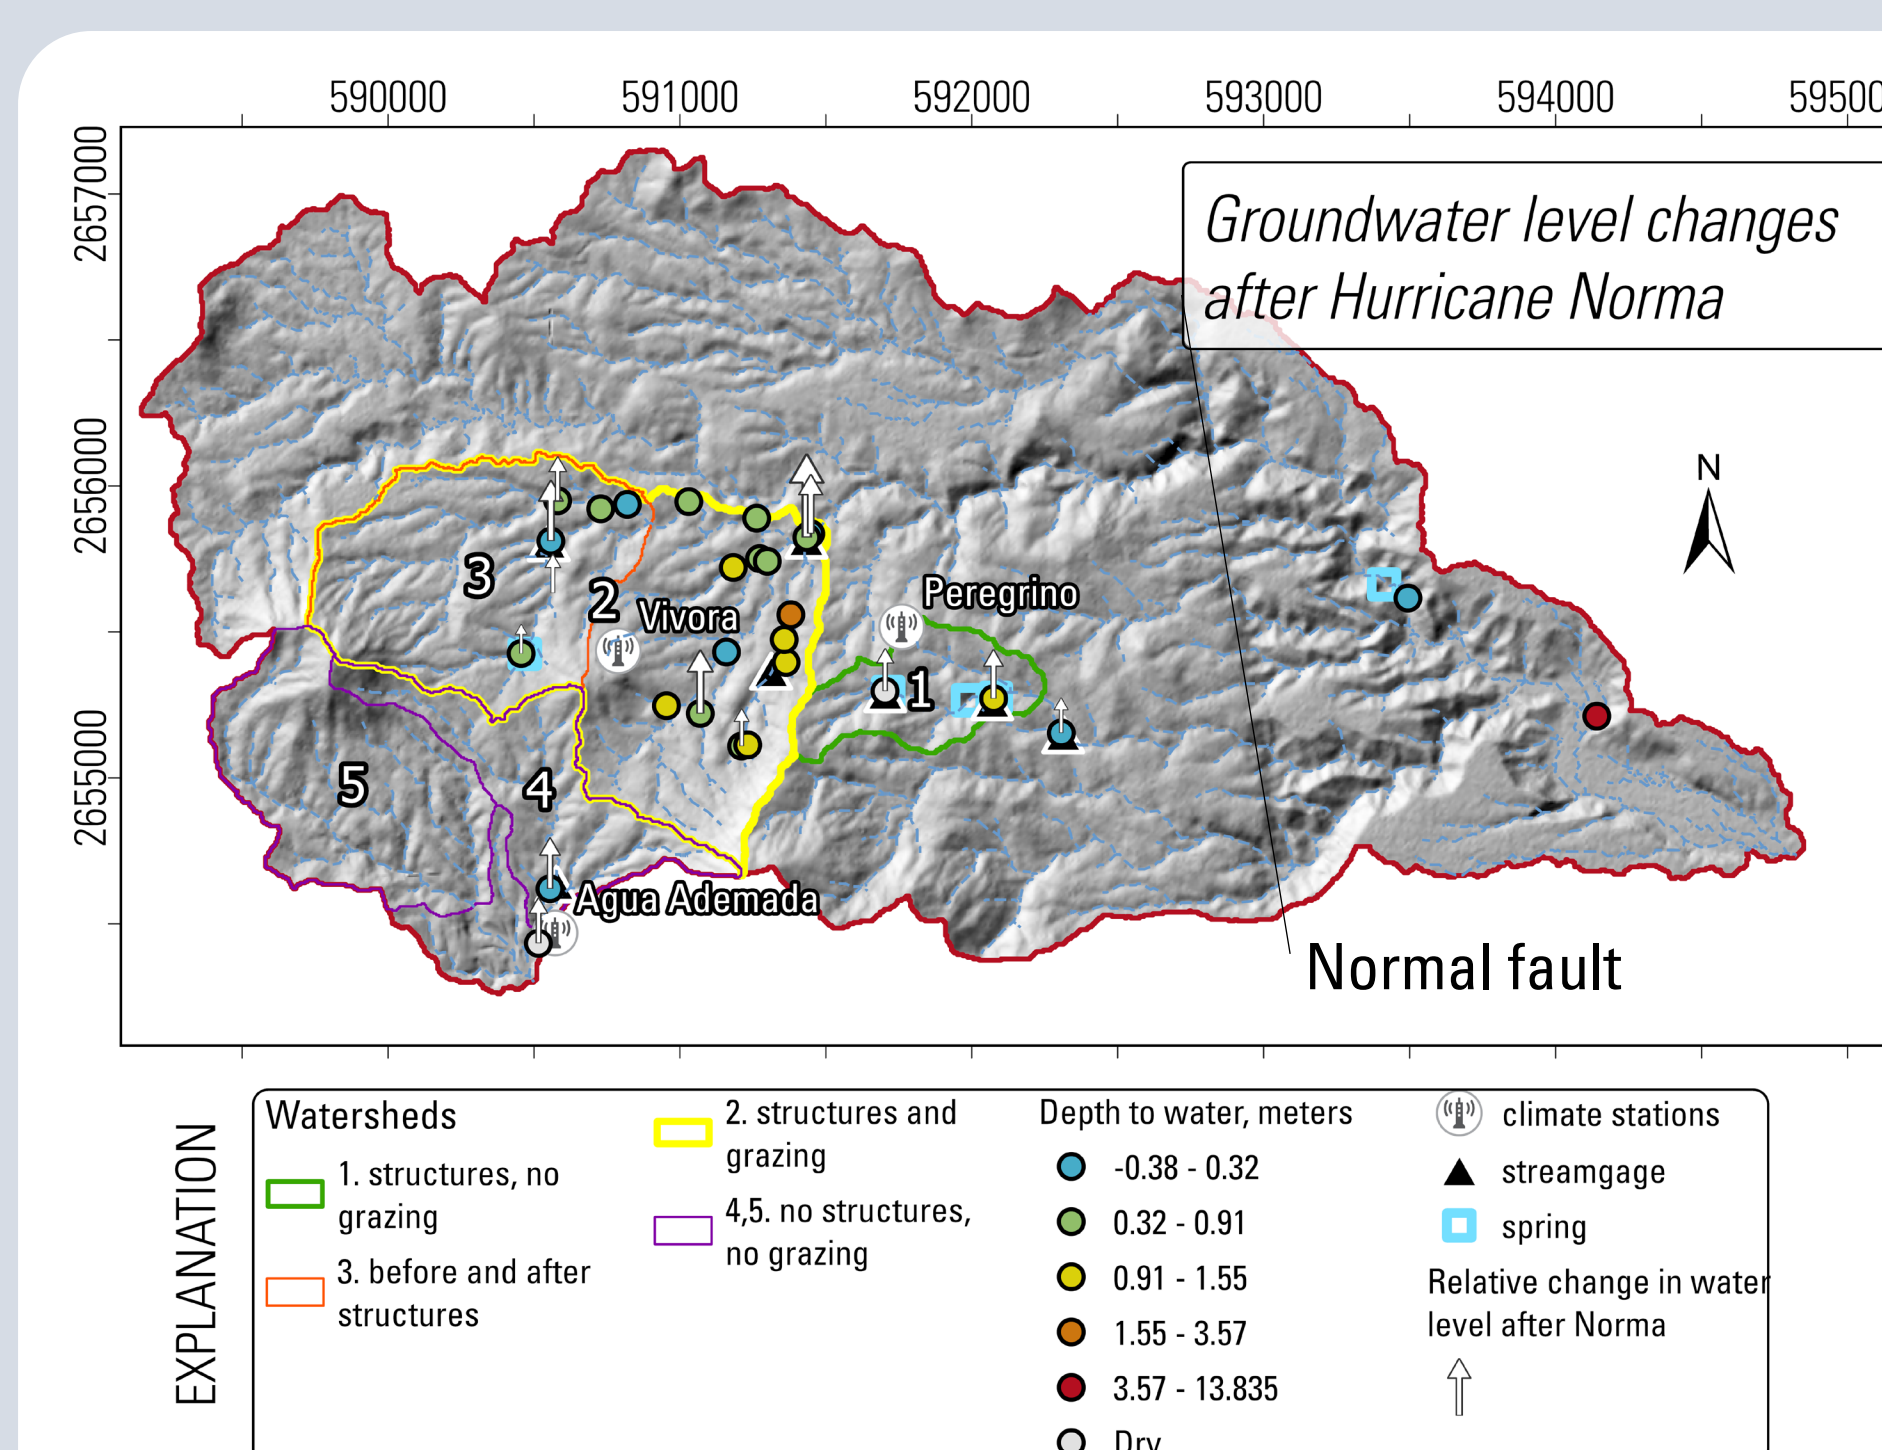 590000 591000 592000 593000 594000 59500
2657000
2656000
2655000
Groundwater level changes
after Hurricane Norma
N
3
2
Vivora
Peregrino
1
5
4
Agua Ademada
Normal fault
EXPLANATION
Watersheds
1. structures, no
grazing
3. before and after
structures
2. structures and
grazing
4,5. no structures,
no grazing
Depth to water, meters
-0.38 - 0.32
0.32 - 0.91
0.91 - 1.55
1.55 - 3.57
3.57 - 13.835
Dry
climate stations
streamgage
spring
Relative change in water
level after Norma